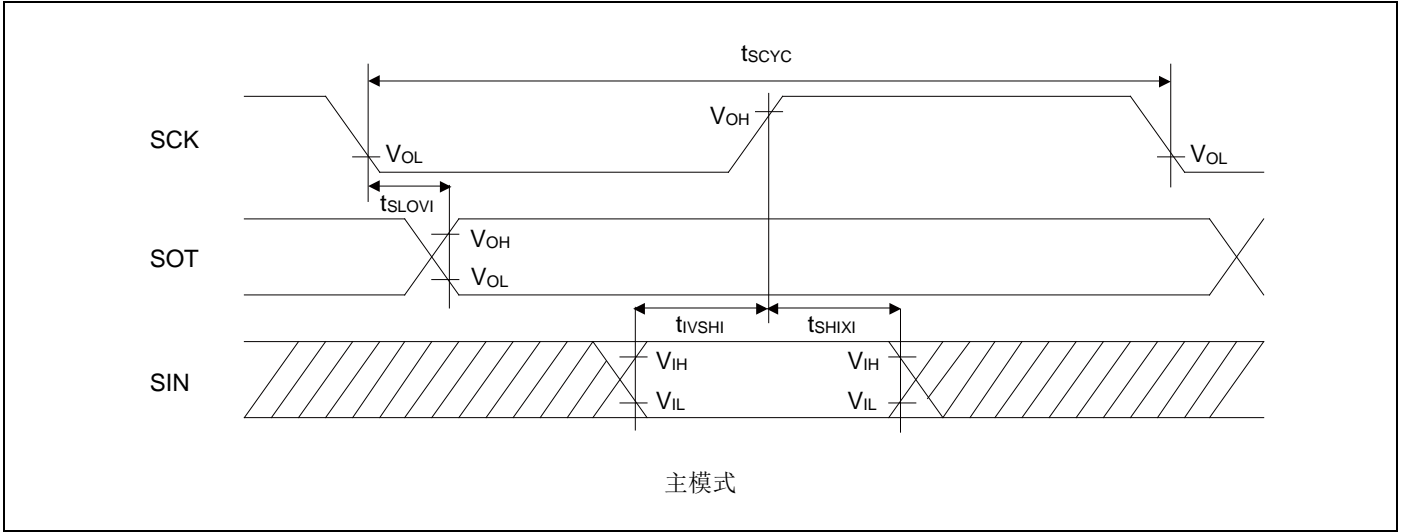 tSCYC
SCK
VOH
VOL
VOL
tSLOVI
SOT
VOH
VOL
tIVSHI
tSHIXI
SIN
VIH
VIH
VIL
VIL
主模式